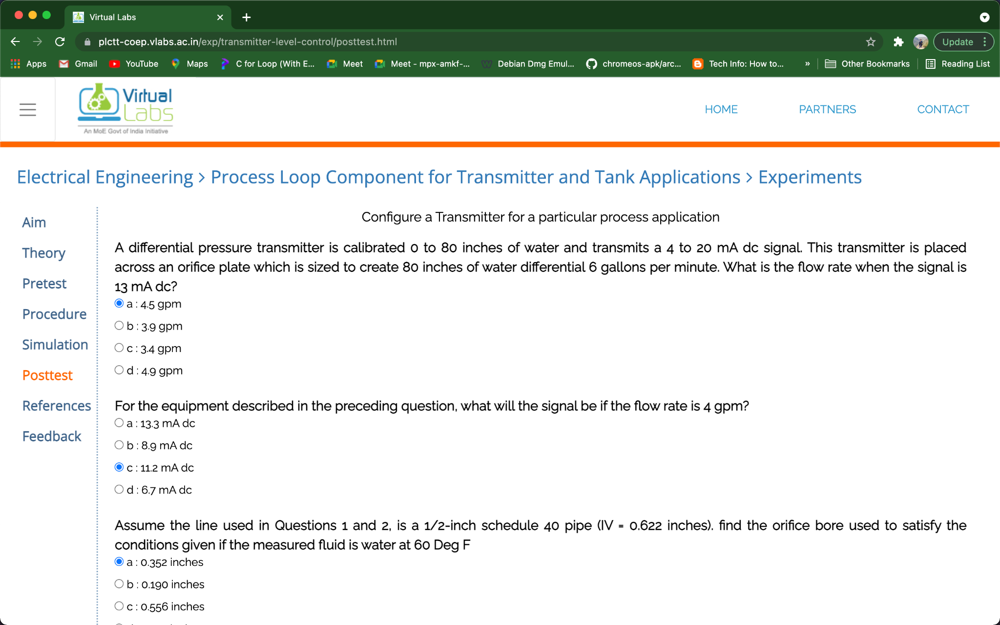 Virtual Labs
plctt-coep.vlabs.ac.in/exp/transmitter-level-control/posttest.html
Update
Apps Gmail YouTube Maps C for Loop (With E... Meet Meet - mpx-amkf-... Debian Dmg Emul... chromeos-apk/arc... Tech Info: How to... » Other Bookmarks Reading List
Virtual
Labs
An MoE Govt of India Initiative
HOME PARTNERS CONTACT
Electrical Engineering > Process Loop Component for Transmitter and Tank Applications > Experiments
Aim
Theory
Pretest
Procedure
Simulation
Posttest
References
Feedback
Configure a Transmitter for a particular process application
A differential pressure transmitter is calibrated 0 to 80 inches of water and transmits a 4 to 20 mA dc signal. This transmitter is placed
across an orifice plate which is sized to create 80 inches of water differential 6 gallons per minute. What is the flow rate when the signal is
13 mA dc?
a : 4.5 gpm
b : 3.9 gpm
c : 3.4 gpm
d : 4.9 gpm
For the equipment described in the preceding question, what will the signal be if the flow rate is 4 gpm?
a : 13.3 mA dc
b : 8.9 mA dc
c : 11.2 mA dc
d : 6.7 mA dc
Assume the line used in Questions 1 and 2, is a 1/2-inch schedule 40 pipe (IV = 0.622 inches). find the orifice bore used to satisfy the
conditions given if the measured fluid is water at 60 Deg F
a : 0.352 inches
b : 0.190 inches
c : 0.556 inches